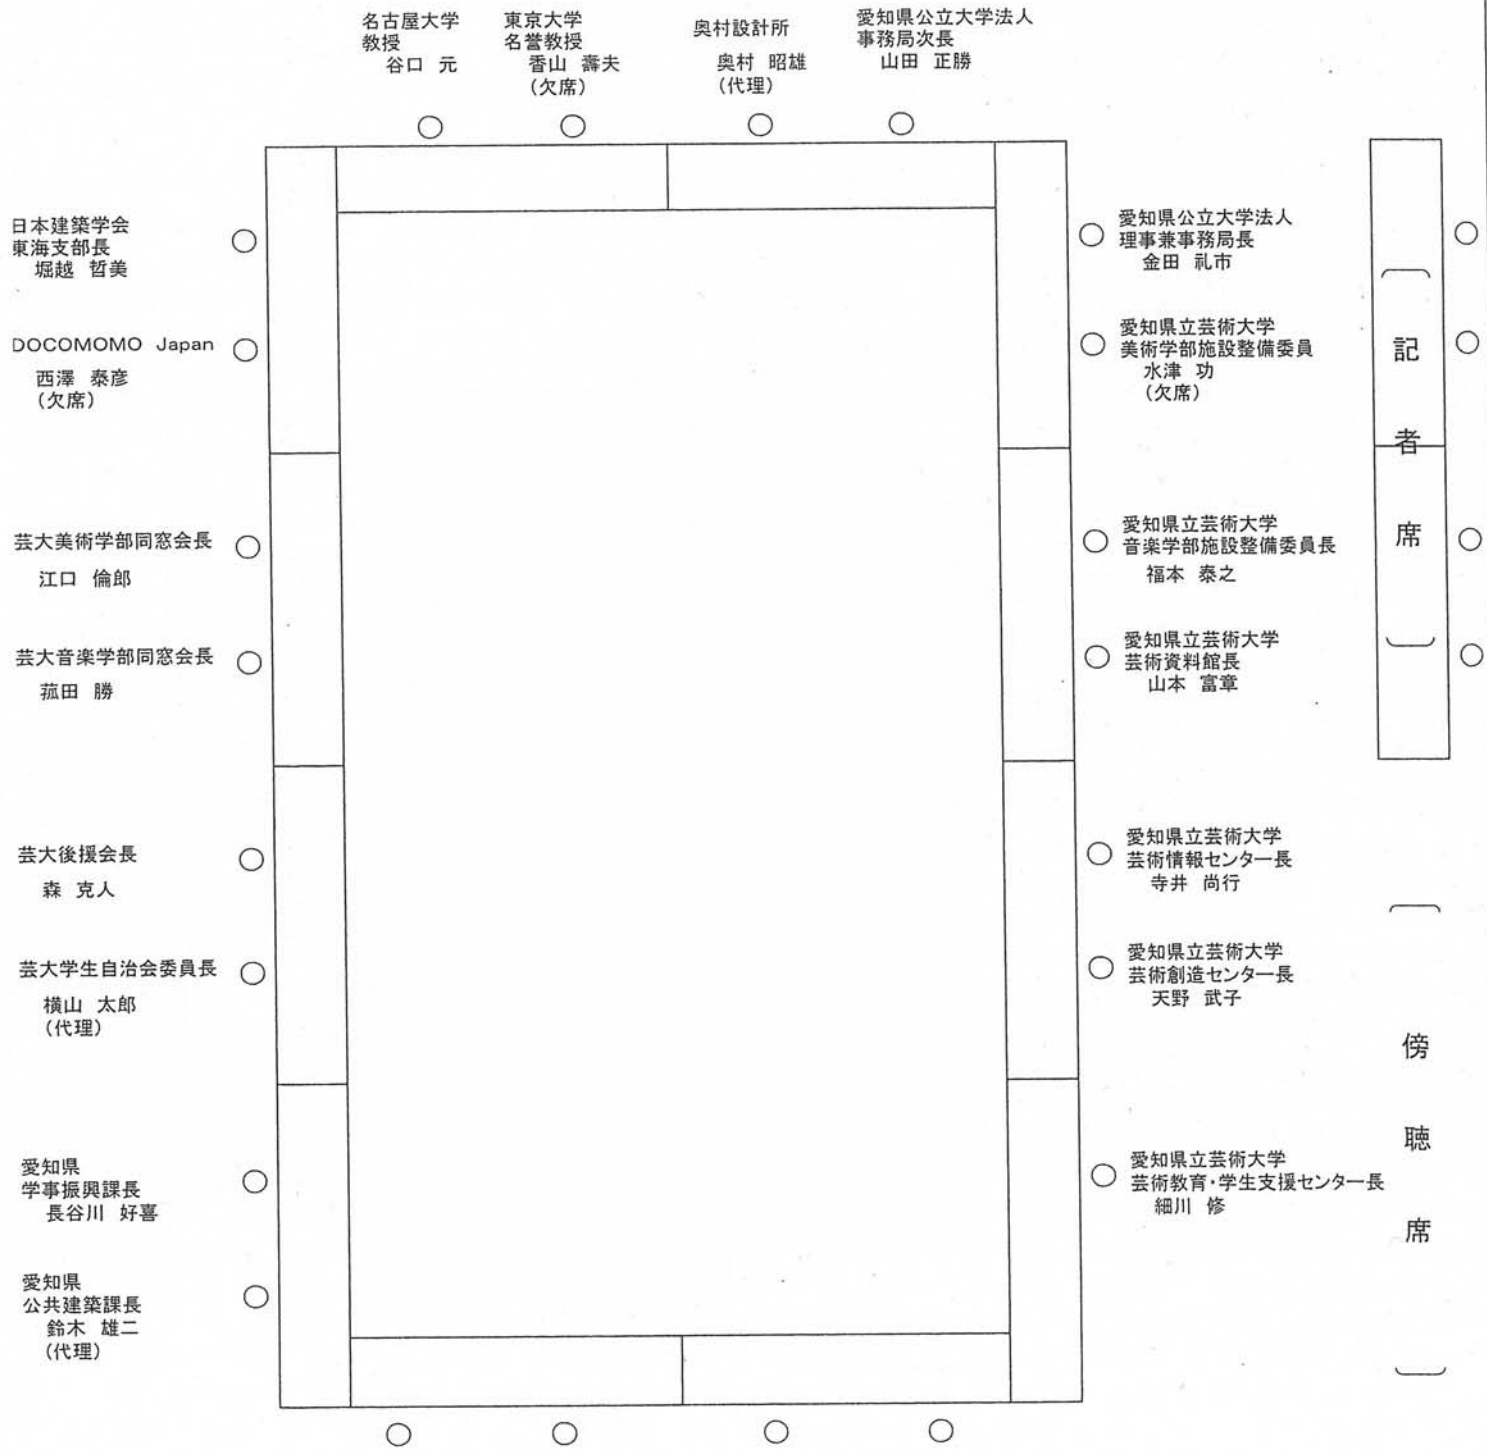 名古屋大学
教授
谷口 元
東京大学
名誉教授
香山 壽夫
(欠席)
奥村設計所
奥村 昭雄
(代理)
愛知県公立大学法人
事務局次長
山田 正勝
日本建築学会
東海支部長
堀越 哲美
DOCOMOMO Japan
西澤 泰彦
(欠席)
芸大美術学部同窓会長
江口 倫郎
芸大音楽学部同窓会長
菰田 勝
芸大後援会長
森 克人
芸大学生自治会委員長
横山 太郎
(代理)
愛知県
学事振興課長
長谷川 好喜
愛知県
公共建築課長
鈴木 雄二
(代理)
愛知県公立大学法人
理事兼事務局長
金田 礼市
愛知県立芸術大学
美術学部施設整備委員
水津 功
(欠席)
愛知県立芸術大学
音楽学部施設整備委員長
福本 泰之
愛知県立芸術大学
芸術資料館長
山本 富章
愛知県立芸術大学
芸術情報センター長
寺井 尚行
愛知県立芸術大学
芸術創造センター長
天野 武子
愛知県立芸術大学
芸術教育・学生支援センター長
細川 修
(記者席)
(傍聴席)